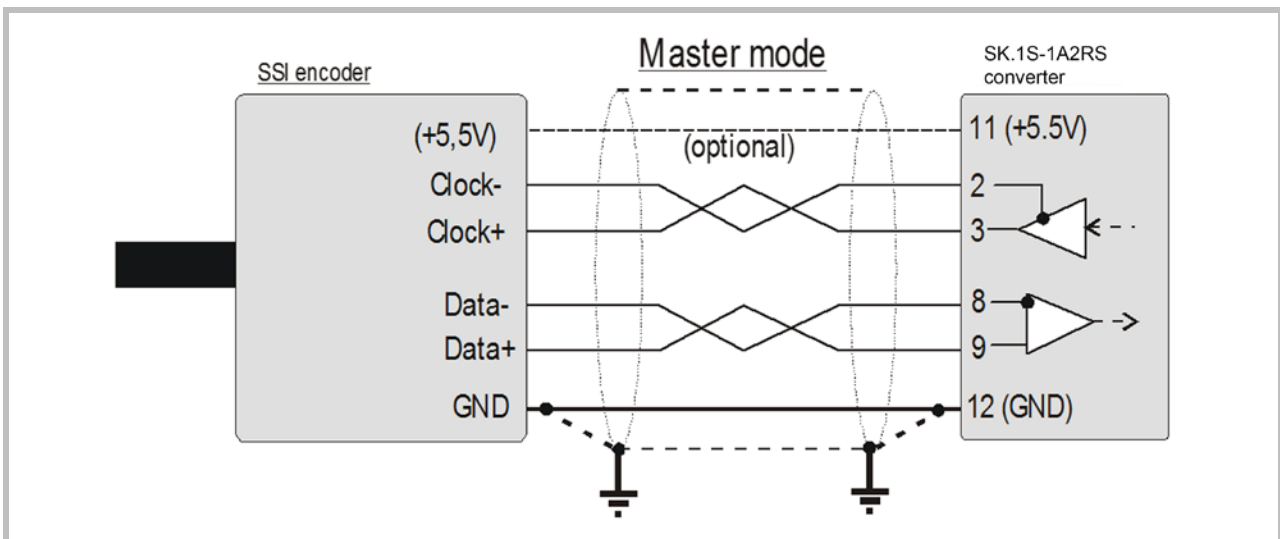 Master mode
SSI encoder
SK.1S-1A2RS
converter
(+5,5V)
(optional)
11 (+5.5V)
Clock-
2
Clock+
3
Data-
8
Data+
9
GND
12 (GND)